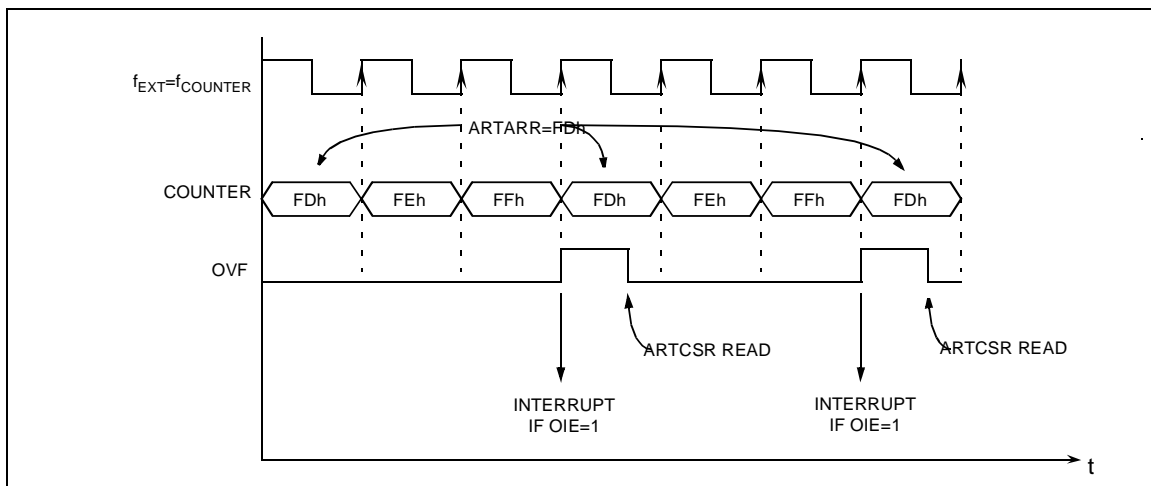 fEXT=fCOUNTER
ARTARR=FDh
COUNTER
FDh
FEh
FFh
FDh
FEh
FFh
FDh
OVF
ARTCSR READ
ARTCSR READ
INTERRUPT
IF OIE=1
INTERRUPT
IF OIE=1
t